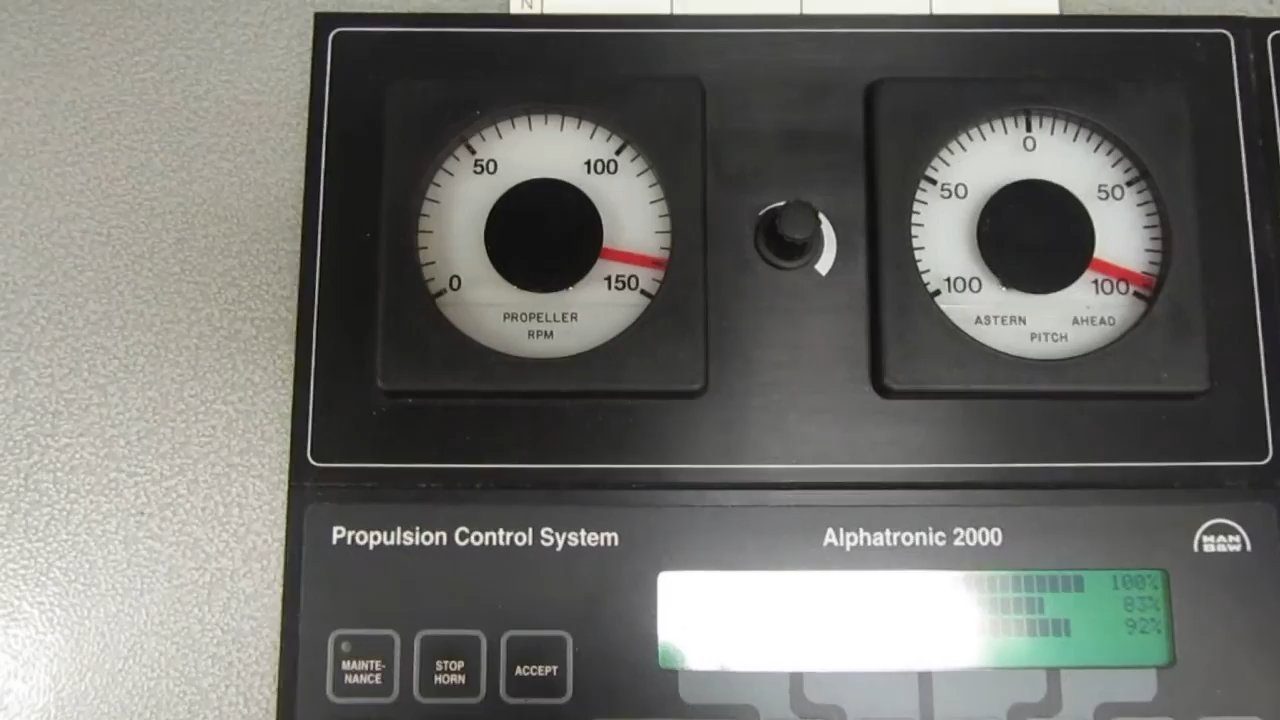 N
50
100
0
150
PROPELLER
RPM
0
50
50
100
100
ASTERN
AHEAD
PITCH
Propulsion Control System
Alphatronic 2000
MAN
B&W
100%
83%
92%
MAINTE-
NANCE
STOP
HORN
ACCEPT